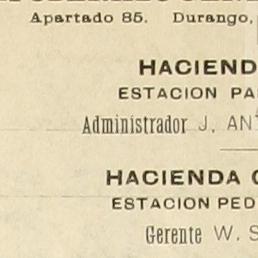 Apartado 85. Durango,
HACIEND
ESTACION PA
Administrador J. AN
HACIENDA
ESTACION PED
Gerente W. S